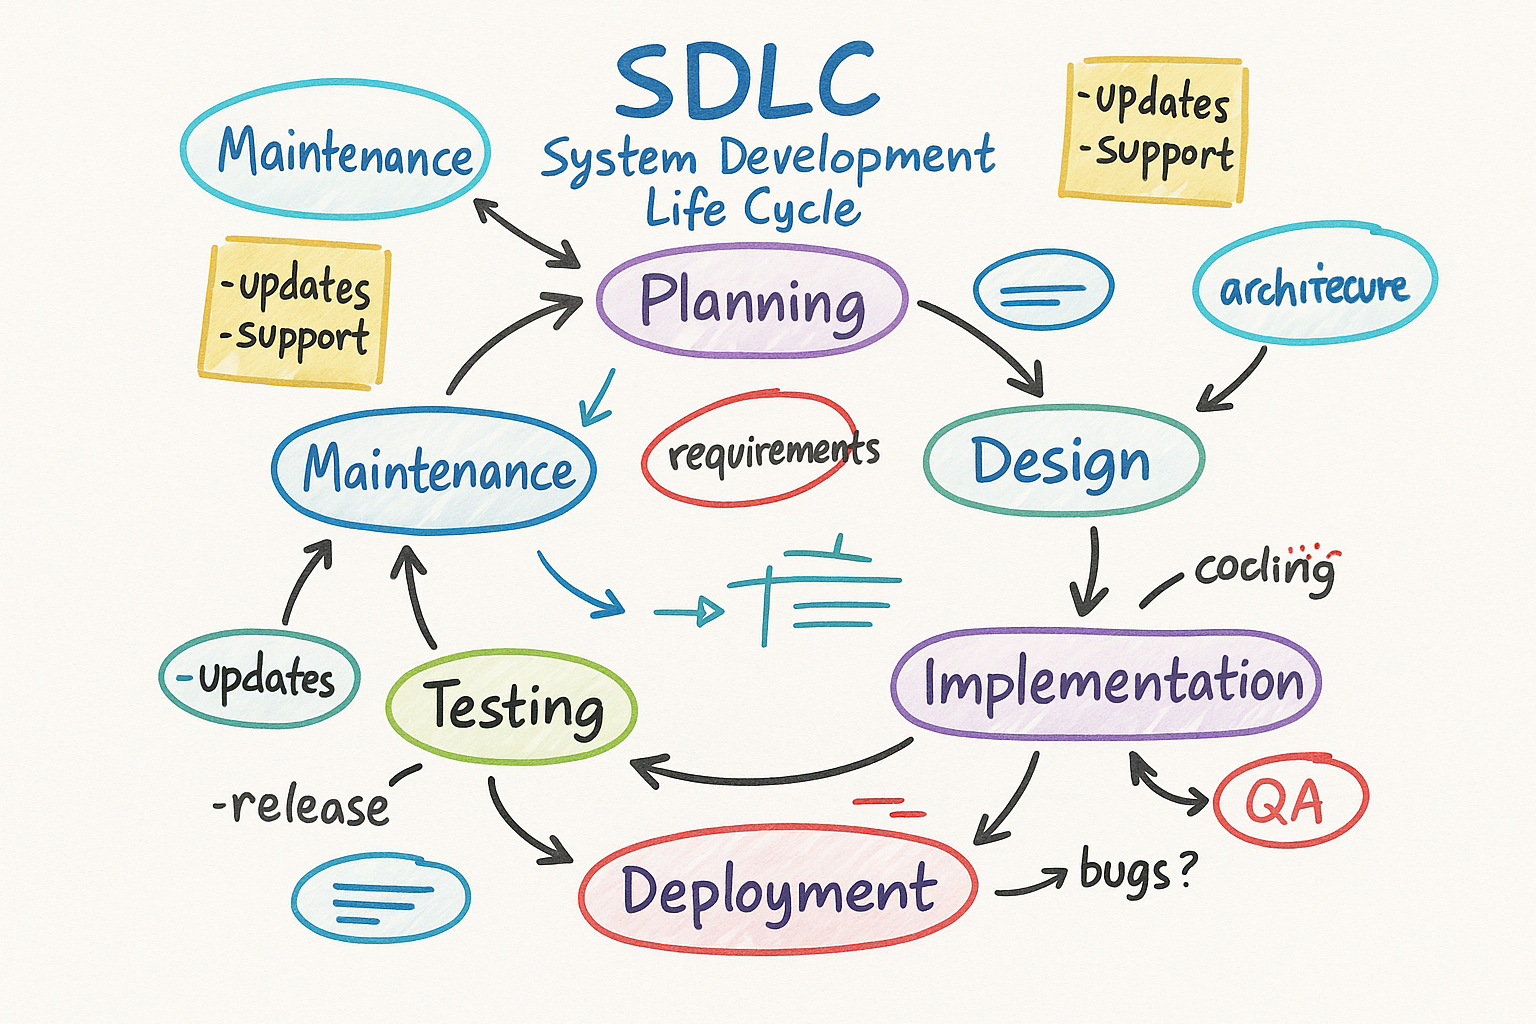 SDLC
System Development
Life Cycle
Maintenance
-updates
-support
-updates
-support
Planning
architecure
Maintenance
requirements
Design
cocling
-updates
Testing
Implementation
-release
QA
Deployment
bugs?